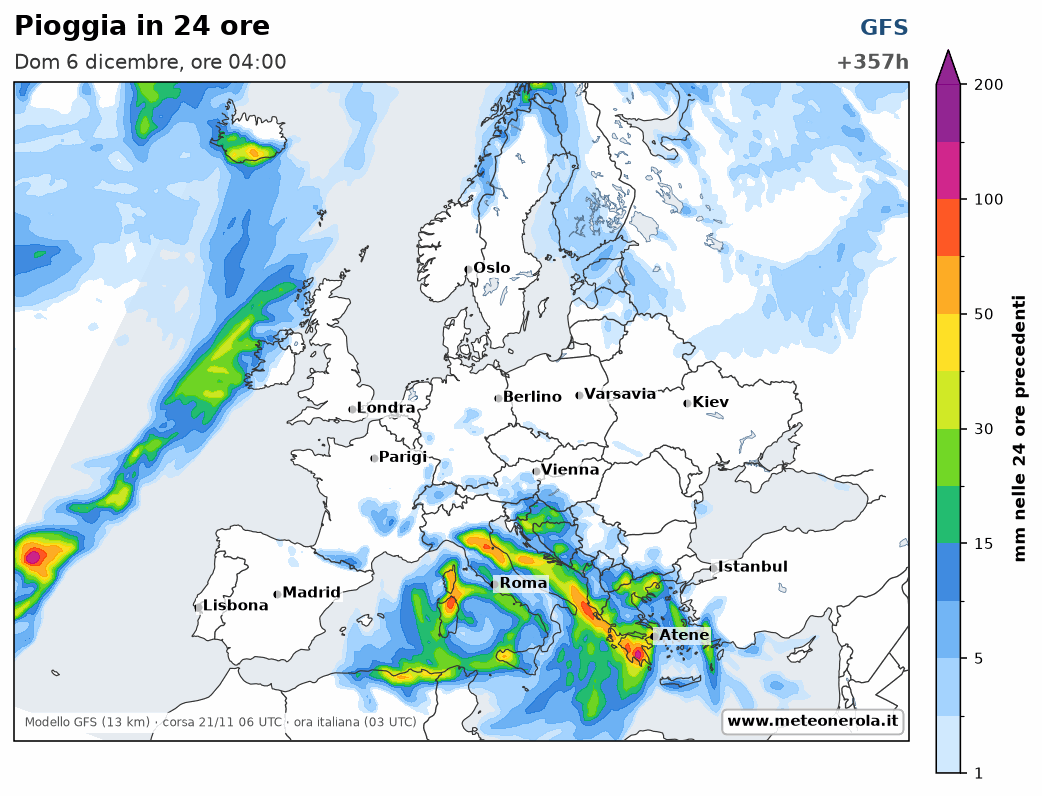 Pioggia in 24 ore
GFS
Dom 6 dicembre, ore 04:00
+357h
200
100
50
30
15
5
1
mm nelle 24 ore precedenti
Oslo
Berlino
Varsavia
Kiev
Londra
Parigi
Vienna
Istanbul
Roma
Madrid
Lisbona
Atene
Modello GFS (13 km) · corsa 21/11 06 UTC · ora italiana (03 UTC)
www.meteonerola.it